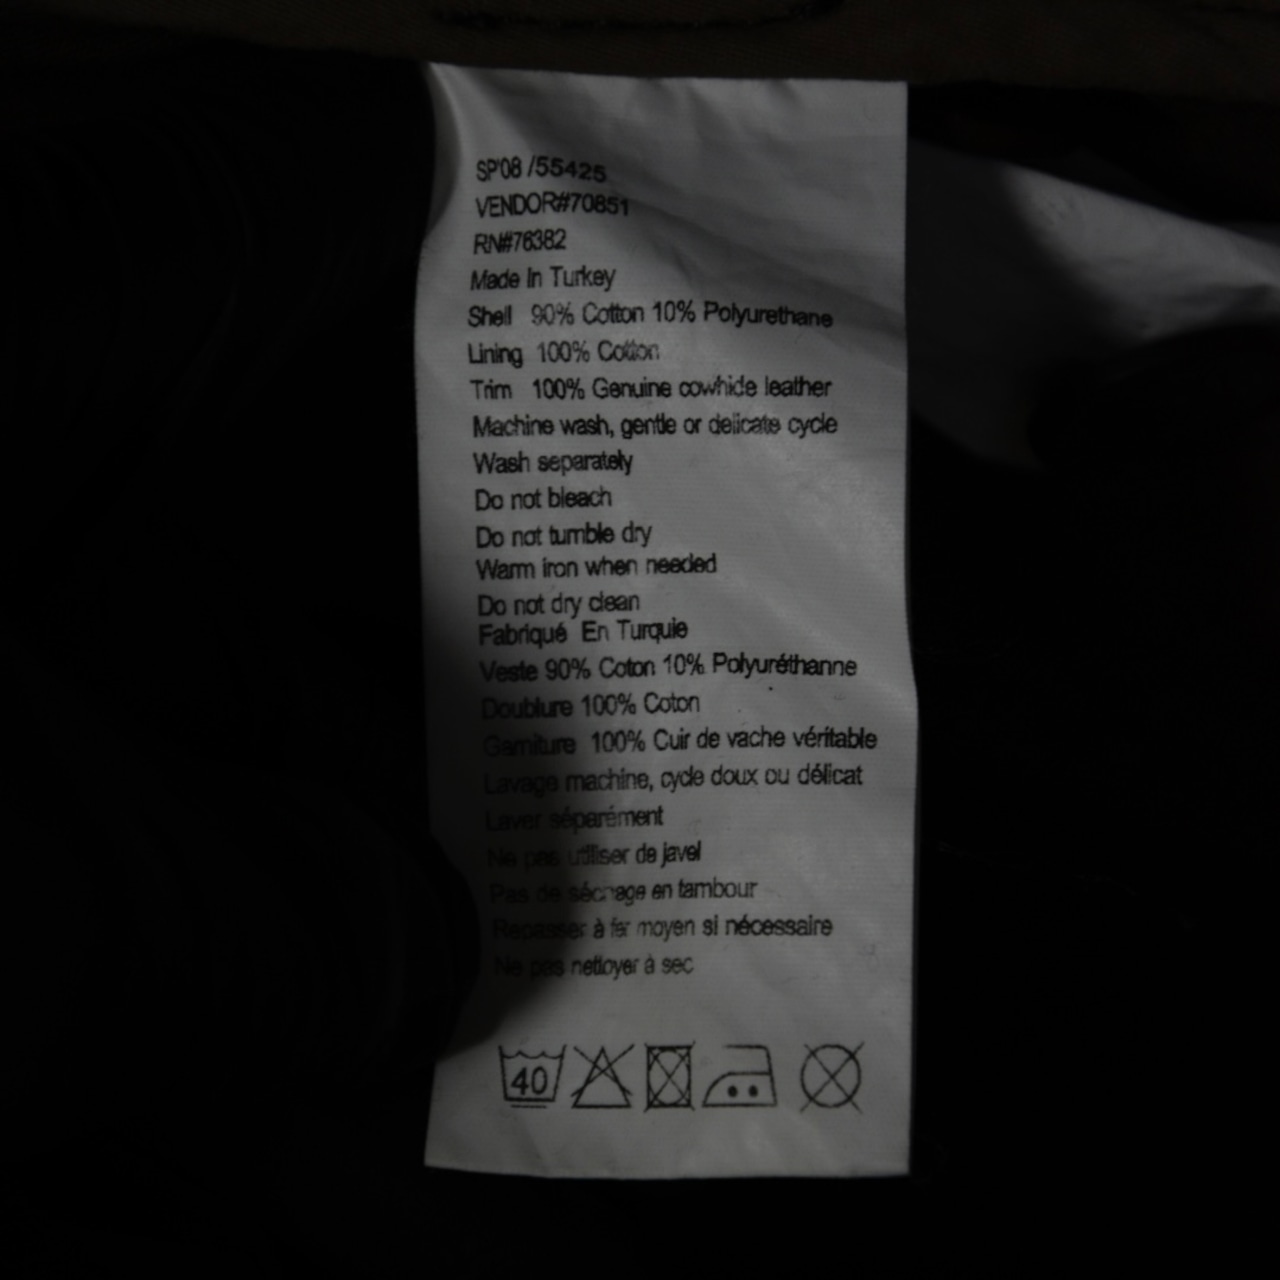 SP'08 /55425
VENDOR#70851
RN#76382
Made In Turkey
Shell 90% Cotton 10% Polyurethane
Lining 100% Cotton
Trim 100% Genuine cowhide leather
Machine wash, gentle or delicate cycle
Wash separately
Do not bleach
Do not tumble dry
Warm iron when needed
Do not dry clean
Fabriqué En Turquie
Veste 90% Coton 10% Polyuréthanne
Doublure 100% Coton
Garniture 100% Cuir de vache véritable
Lavage machine, cycle doux ou délicat
Laver séparément
Ne pas utiliser de javel
Pas de séchage en tambour
Repasser à fer moyen si nécessaire
Ne pas nettoyer à sec
40